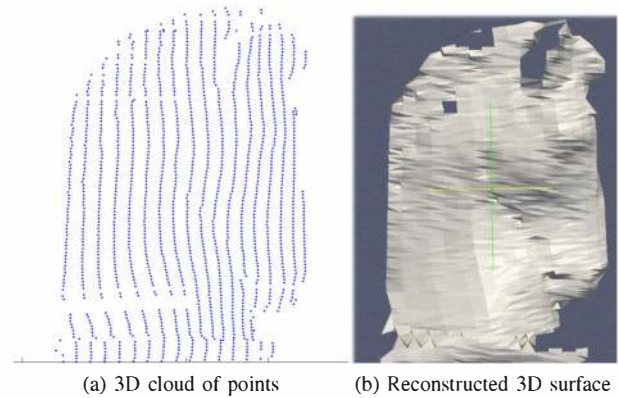 (a) 3D cloud of points
(b) Reconstructed 3D surface